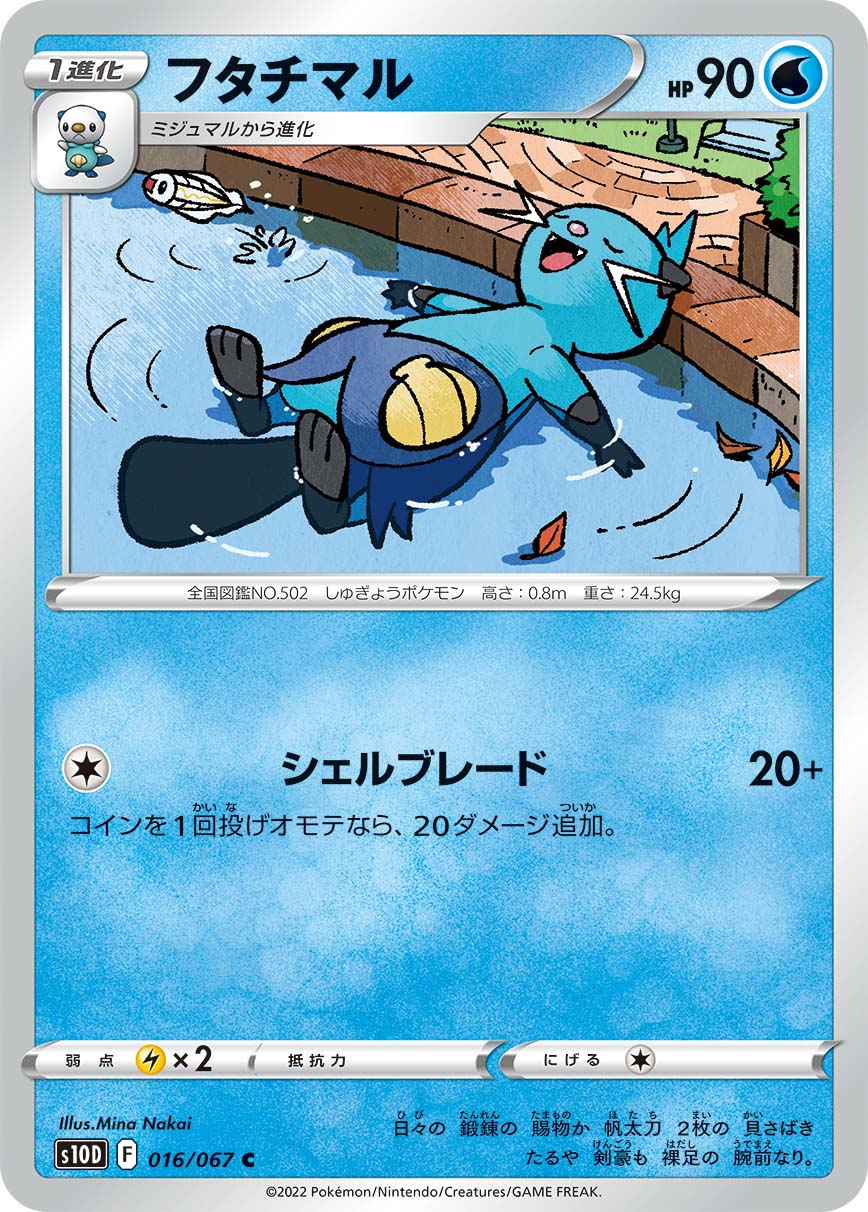 1進化 フタチマル HP 90
ミジュマルから進化
全国図鑑NO.502 しゅぎょうポケモン 高さ:0.8m 重さ:24.5kg
シェルブレード 20+
コインを1回投げオモテなら、20ダメージ追加。
弱点 ×2 抵抗力 にげる
Illus.Mina Nakai
日々の 鍛錬の 賜物か 帆太刀 2枚の 貝さばき
たるや 剣豪も 裸足の 腕前なり。
s10D F 016/067 C
©2022 Pokémon/Nintendo/Creatures/GAME FREAK.